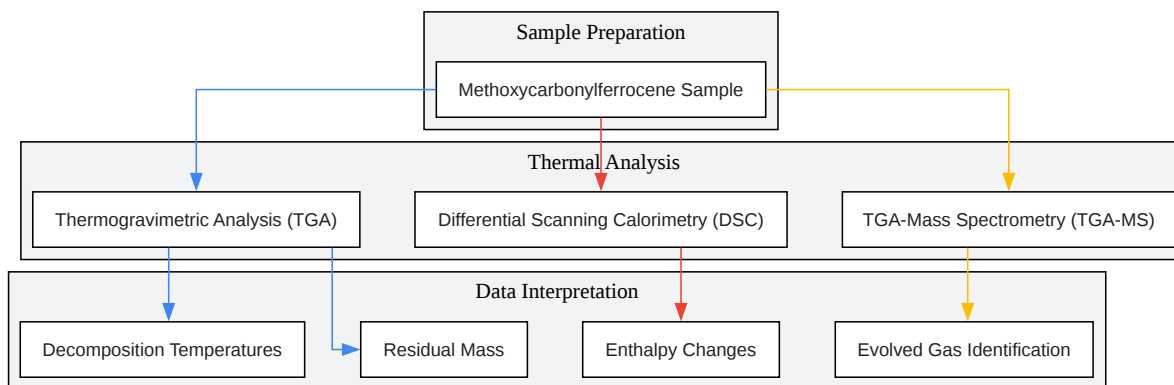 Sample Preparation
Methoxycarbonylferrocene Sample
Thermal Analysis
Thermogravimetric Analysis (TGA)
Differential Scanning Calorimetry (DSC)
TGA-Mass Spectrometry (TGA-MS)
Data Interpretation
Decomposition Temperatures
Residual Mass
Enthalpy Changes
Evolved Gas Identification